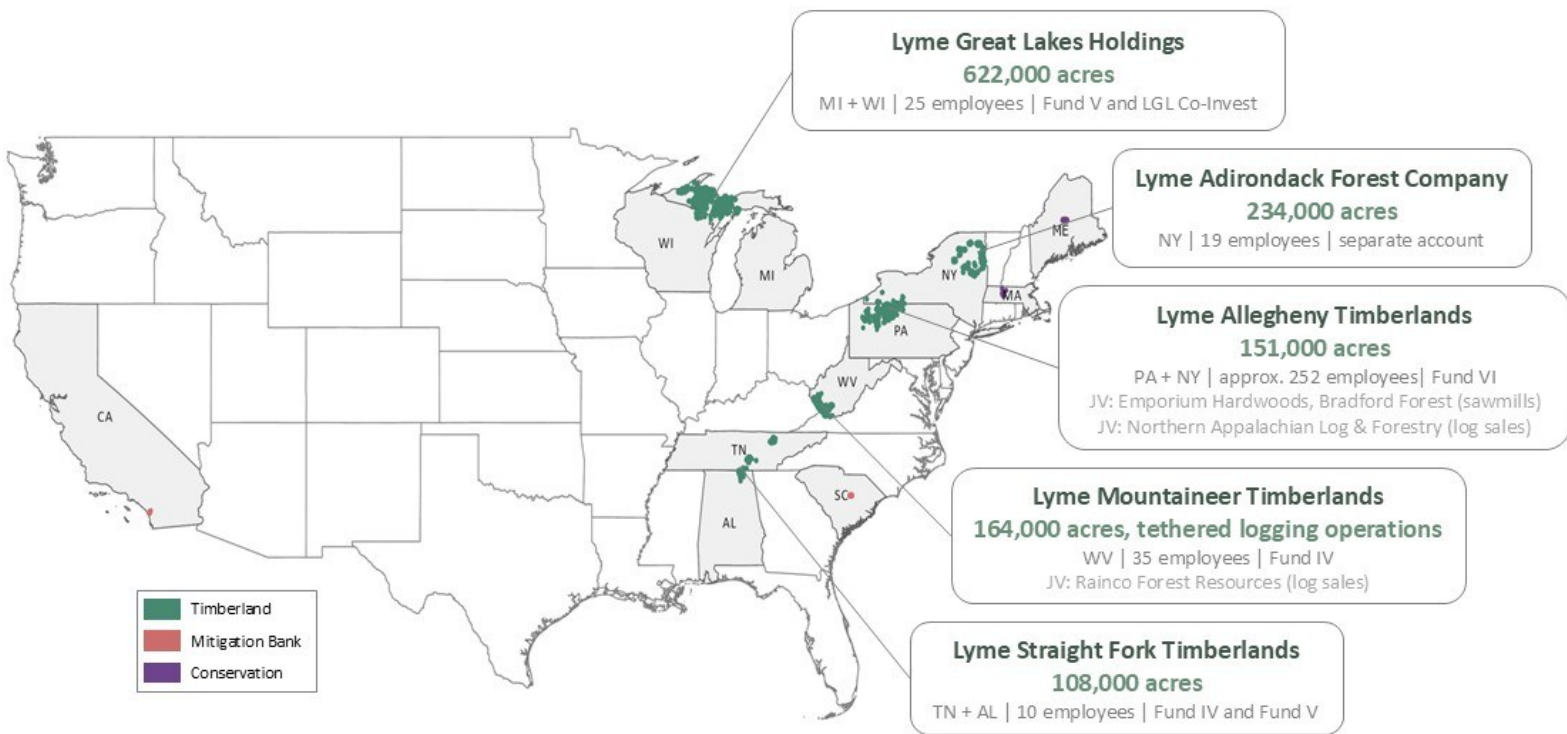 Lyme Great Lakes Holdings
622,000 acres
MI + WI | 25 employees | Fund V and LGL Co-Invest
Lyme Adirondack Forest Company
234,000 acres
NY | 19 employees | separate account
Lyme Allegheny Timberlands
151,000 acres
PA + NY | approx. 252 employees| Fund VI
JV: Emporium Hardwoods, Bradford Forest (sawmills)
JV: Northern Appalachian Log & Forestry (log sales)
Lyme Mountaineer Timberlands
164,000 acres, tethered logging operations
WV | 35 employees | Fund IV
JV: Rainco Forest Resources (log sales)
Lyme Straight Fork Timberlands
108,000 acres
TN + AL | 10 employees | Fund IV and Fund V
WI
MI
ME
NY
MA
PA
WV
CA
TN
SC
AL
Timberland
Mitigation Bank
Conservation